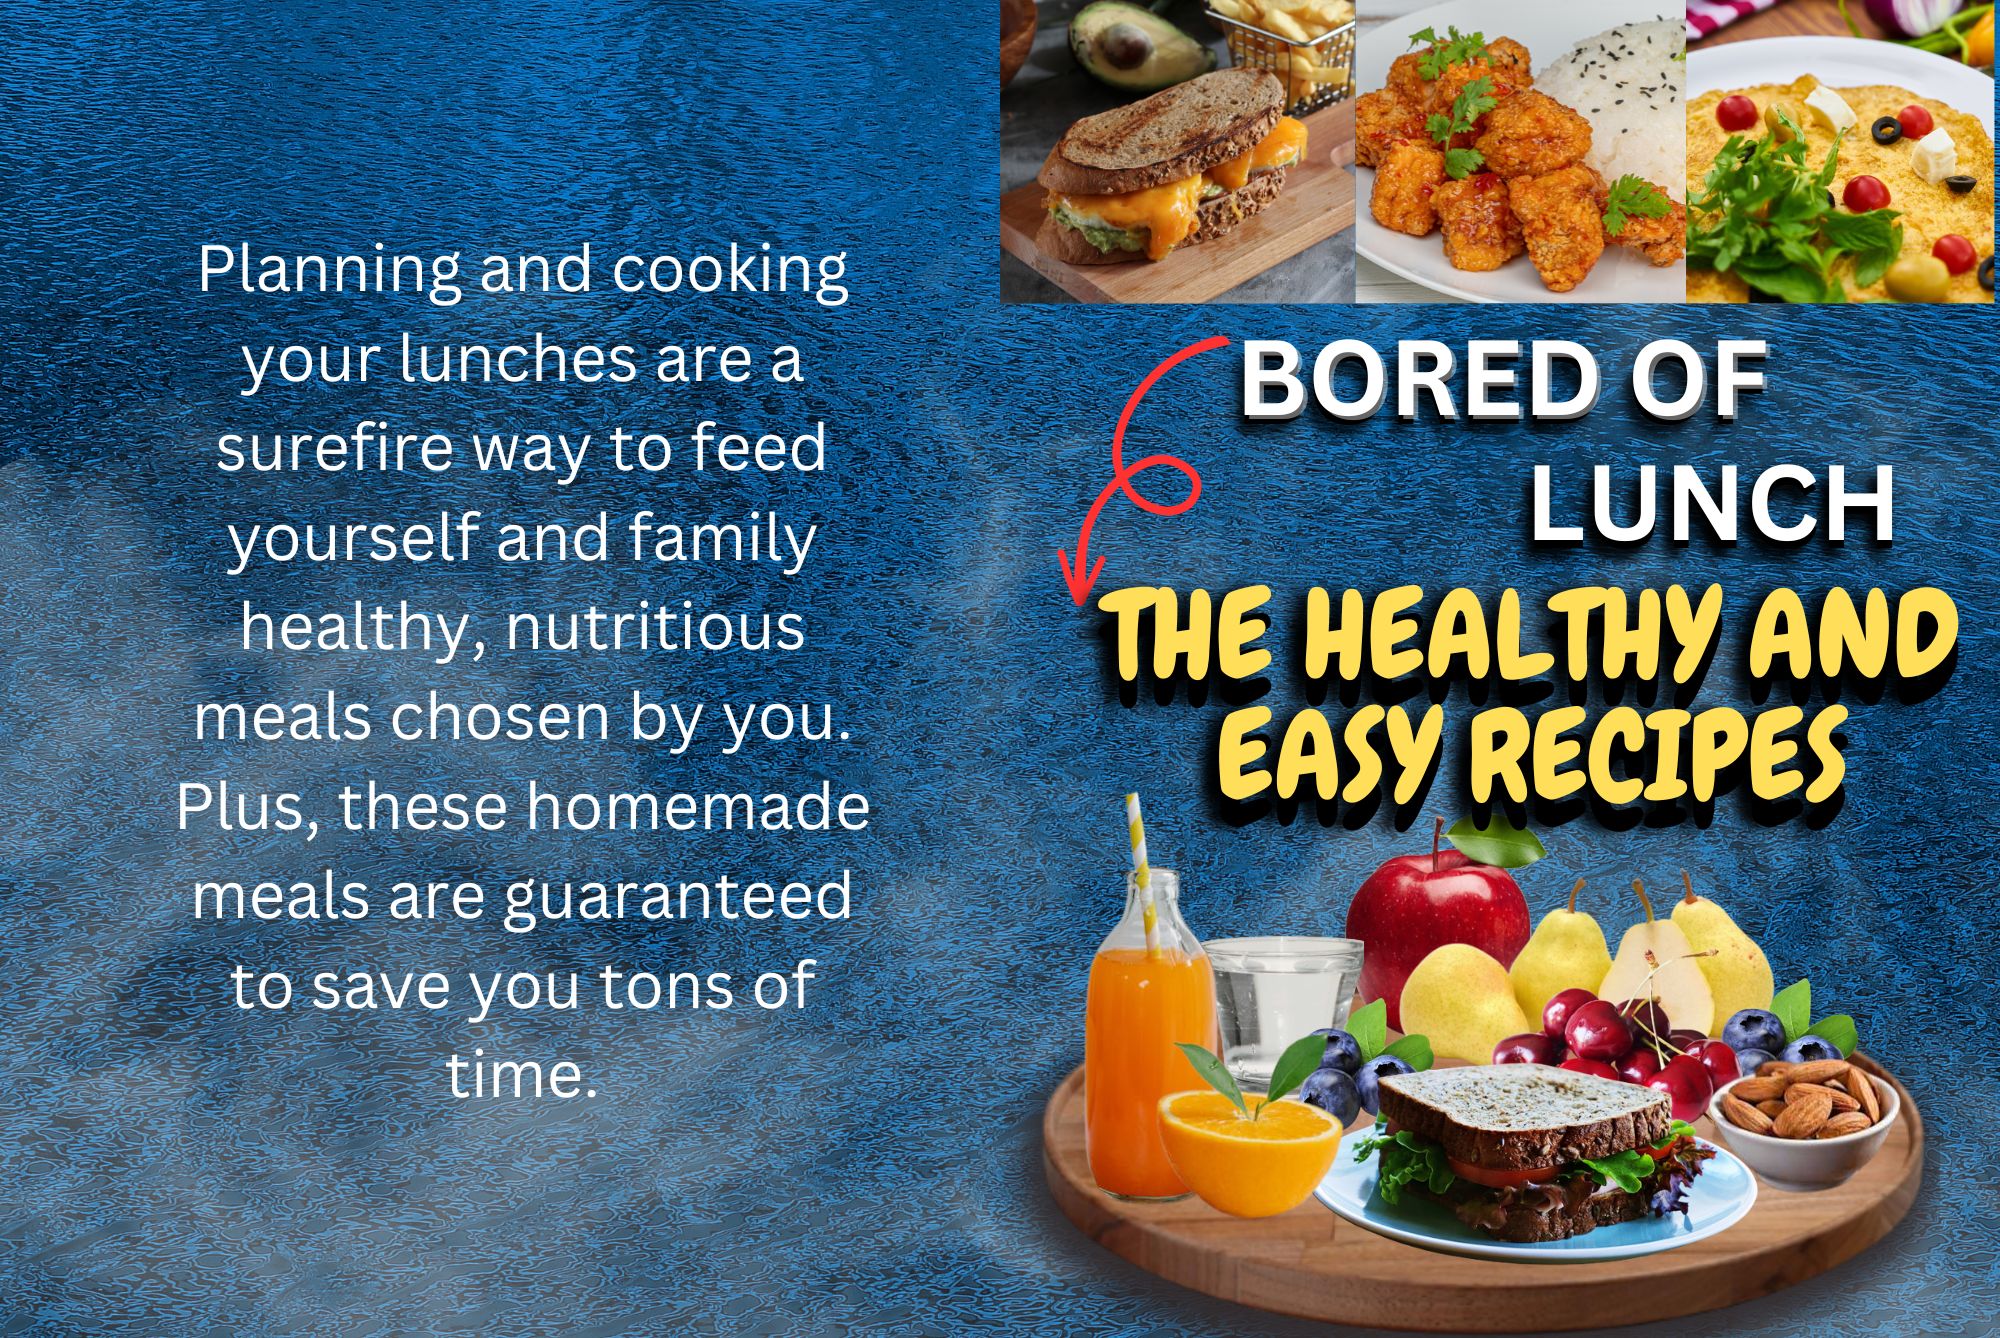 Planning and cooking
your lunches are a
surefire way to feed
yourself and family
healthy, nutritious
meals chosen by you.
Plus, these homemade
meals are guaranteed
to save you tons of
time.
BORED OF
LUNCH
THE HEALTHY AND
EASY RECIPES